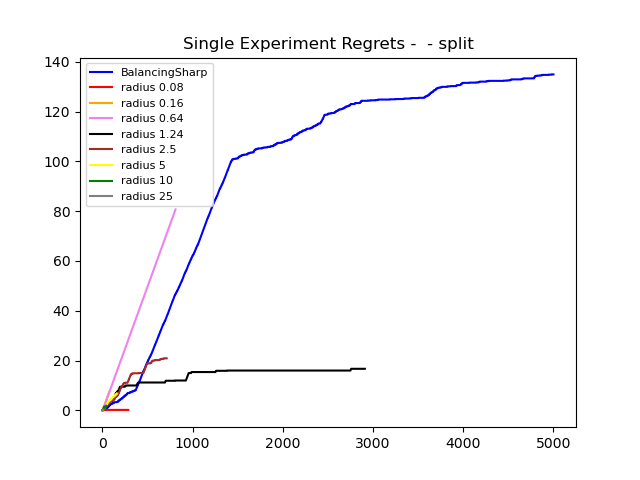 Single Experiment Regrets -  - split
140
120
100
80
60
40
20
0
BalancingSharp
radius 0.08
radius 0.16
radius 0.64
radius 1.24
radius 2.5
radius 5
radius 10
radius 25
0 1000 2000 3000 4000 5000